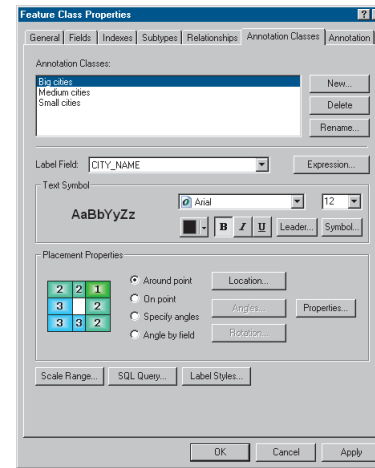 Feature Class Properties
General Fields Indexes Subtypes Relationships Annotation Classes Annotation
Annotation Classes:
Big cities
Medium cities
Small cities
New...
Delete
Rename...
Label Field: CITY_NAME Expression...
Text Symbol
AaBbYyZz
Arial 12
B I U Leader... Symbol...
Placement Properties
2 2 1
3 2
3 3 2
Around point
On point
Specify angles
Angle by field
Location...
Angles...
Rotation...
Properties...
Scale Range... SQL Query... Label Styles...
OK Cancel Apply